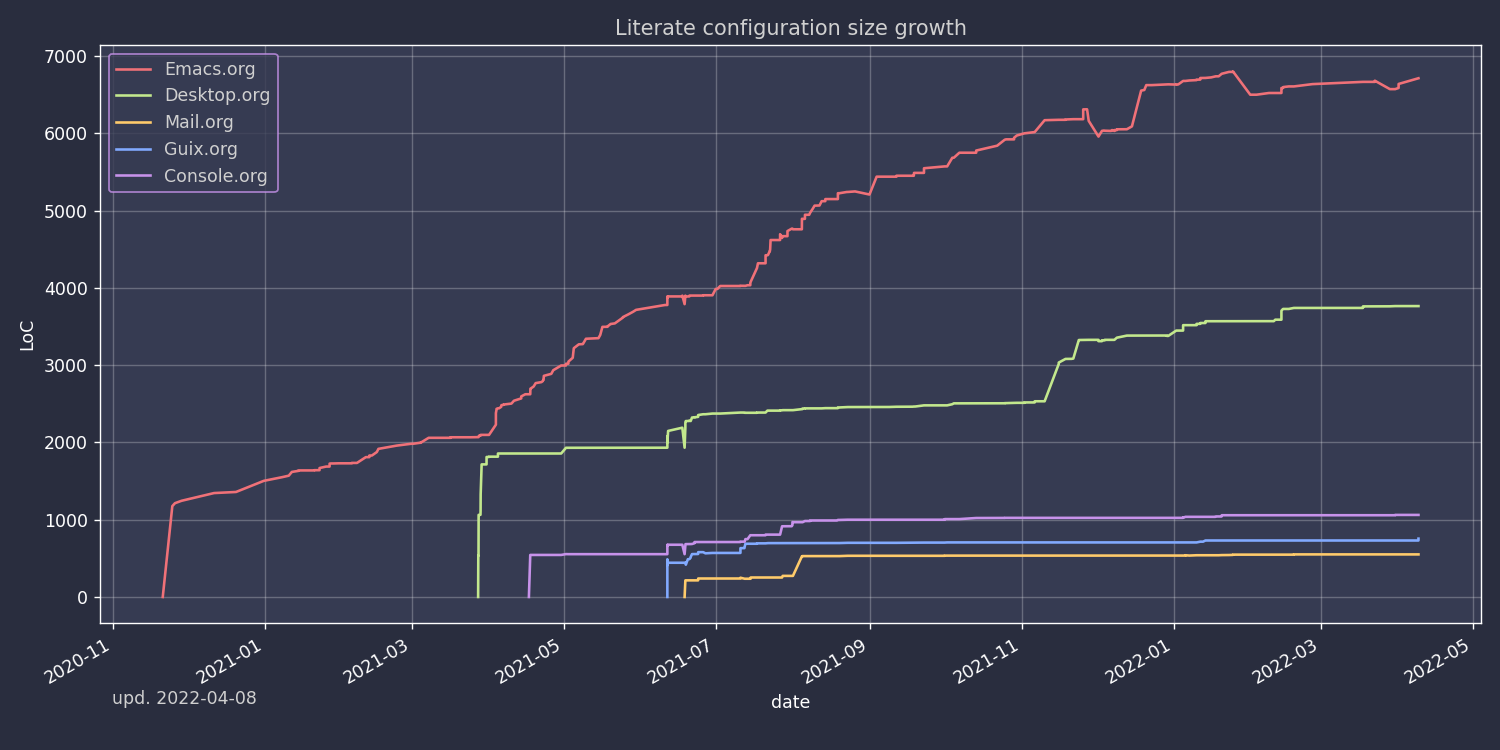 Literate configuration size growth
Emacs.org
Desktop.org
Mail.org
Guix.org
Console.org
7000
6000
5000
4000
3000
2000
1000
0
LoC
2020-11
2021-01
2021-03
2021-05
2021-07
2021-09
2021-11
2022-01
2022-03
2022-05
date
upd. 2022-04-08